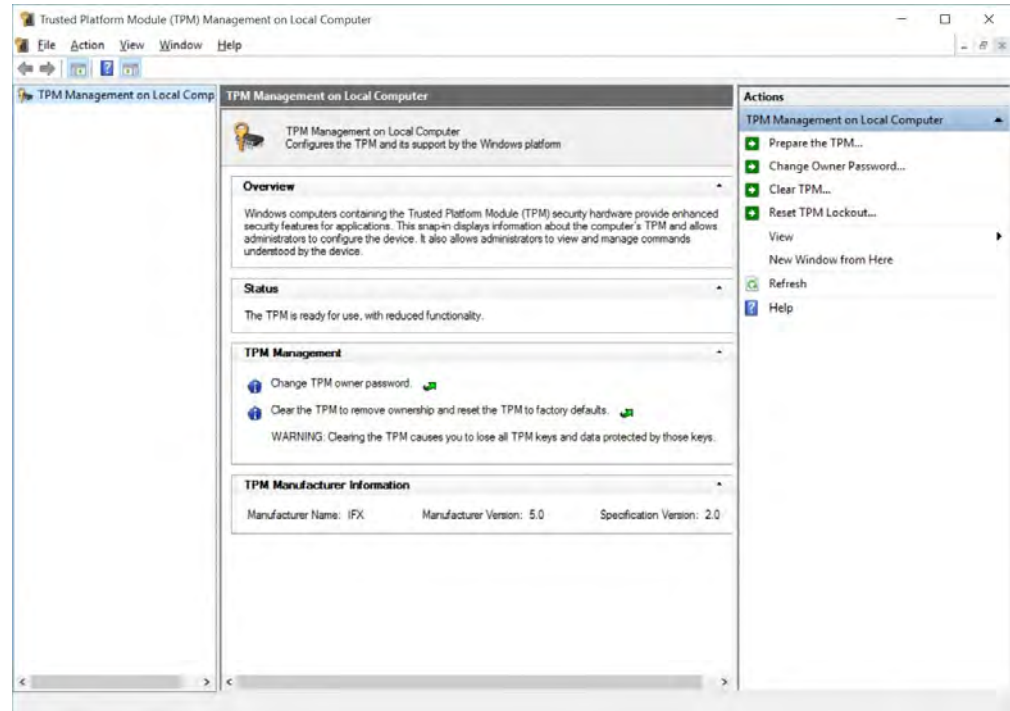 Trusted Platform Module (TPM) Management on Local Computer
File Action View Window Help
TPM Management on Local Comp
TPM Management on Local Computer
TPM Management on Local Computer
Configures the TPM and its support by the Windows platform
Overview
Windows computers containing the Trusted Platform Module (TPM) security hardware provide enhanced
security features for applications. This snap-in displays information about the computer's TPM and allows
administrators to configure the device. It also allows administrators to view and manage commands
understood by the device.
Status
The TPM is ready for use, with reduced functionality.
TPM Management
Change TPM owner password.
Clear the TPM to remove ownership and reset the TPM to factory defaults.
WARNING: Clearing the TPM causes you to lose all TPM keys and data protected by those keys.
TPM Manufacturer Information
Manufacturer Name: IFX Manufacturer Version: 5.0 Specification Version: 2.0
Actions
TPM Management on Local Computer
Prepare the TPM...
Change Owner Password...
Clear TPM...
Reset TPM Lockout...
View
New Window from Here
Refresh
Help